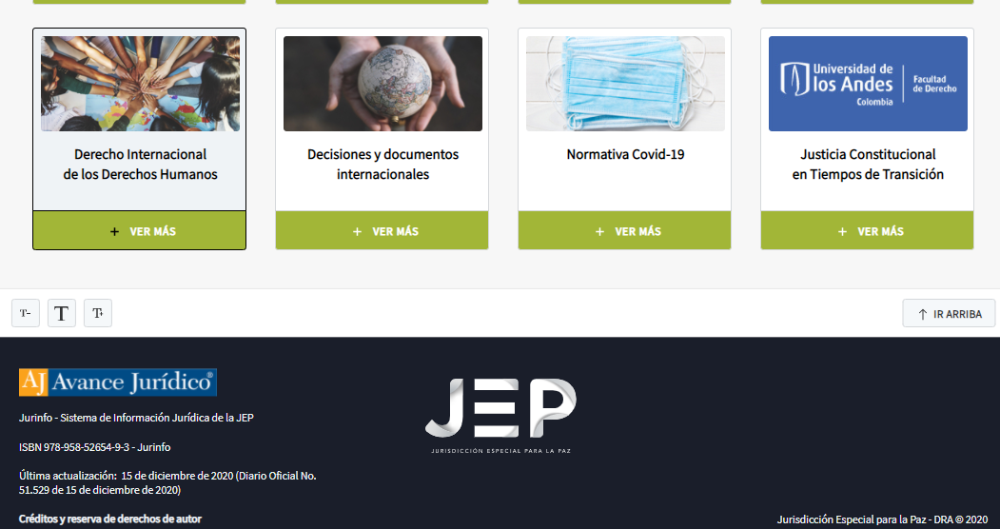 Universidad de
los Andes
Colombia
Facultad
de Derecho
Derecho Internacional
de los Derechos Humanos
Decisiones y documentos
internacionales
Normativa Covid-19
Justicia Constitucional
en Tiempos de Transición
+ VER MÁS
+ VER MÁS
+ VER MÁS
+ VER MÁS
T-
T
T+
↑ IR ARRIBA
AJ Avance Jurídico®
JEP
JURISDICCIÓN ESPECIAL PARA LA PAZ
Jurinfo - Sistema de Información Jurídica de la JEP
ISBN 978-958-52654-9-3 - Jurinfo
Última actualización: 15 de diciembre de 2020 (Diario Oficial No.
51.529 de 15 de diciembre de 2020)
Créditos y reserva de derechos de autor
Jurisdicción Especial para la Paz - DRA © 2020